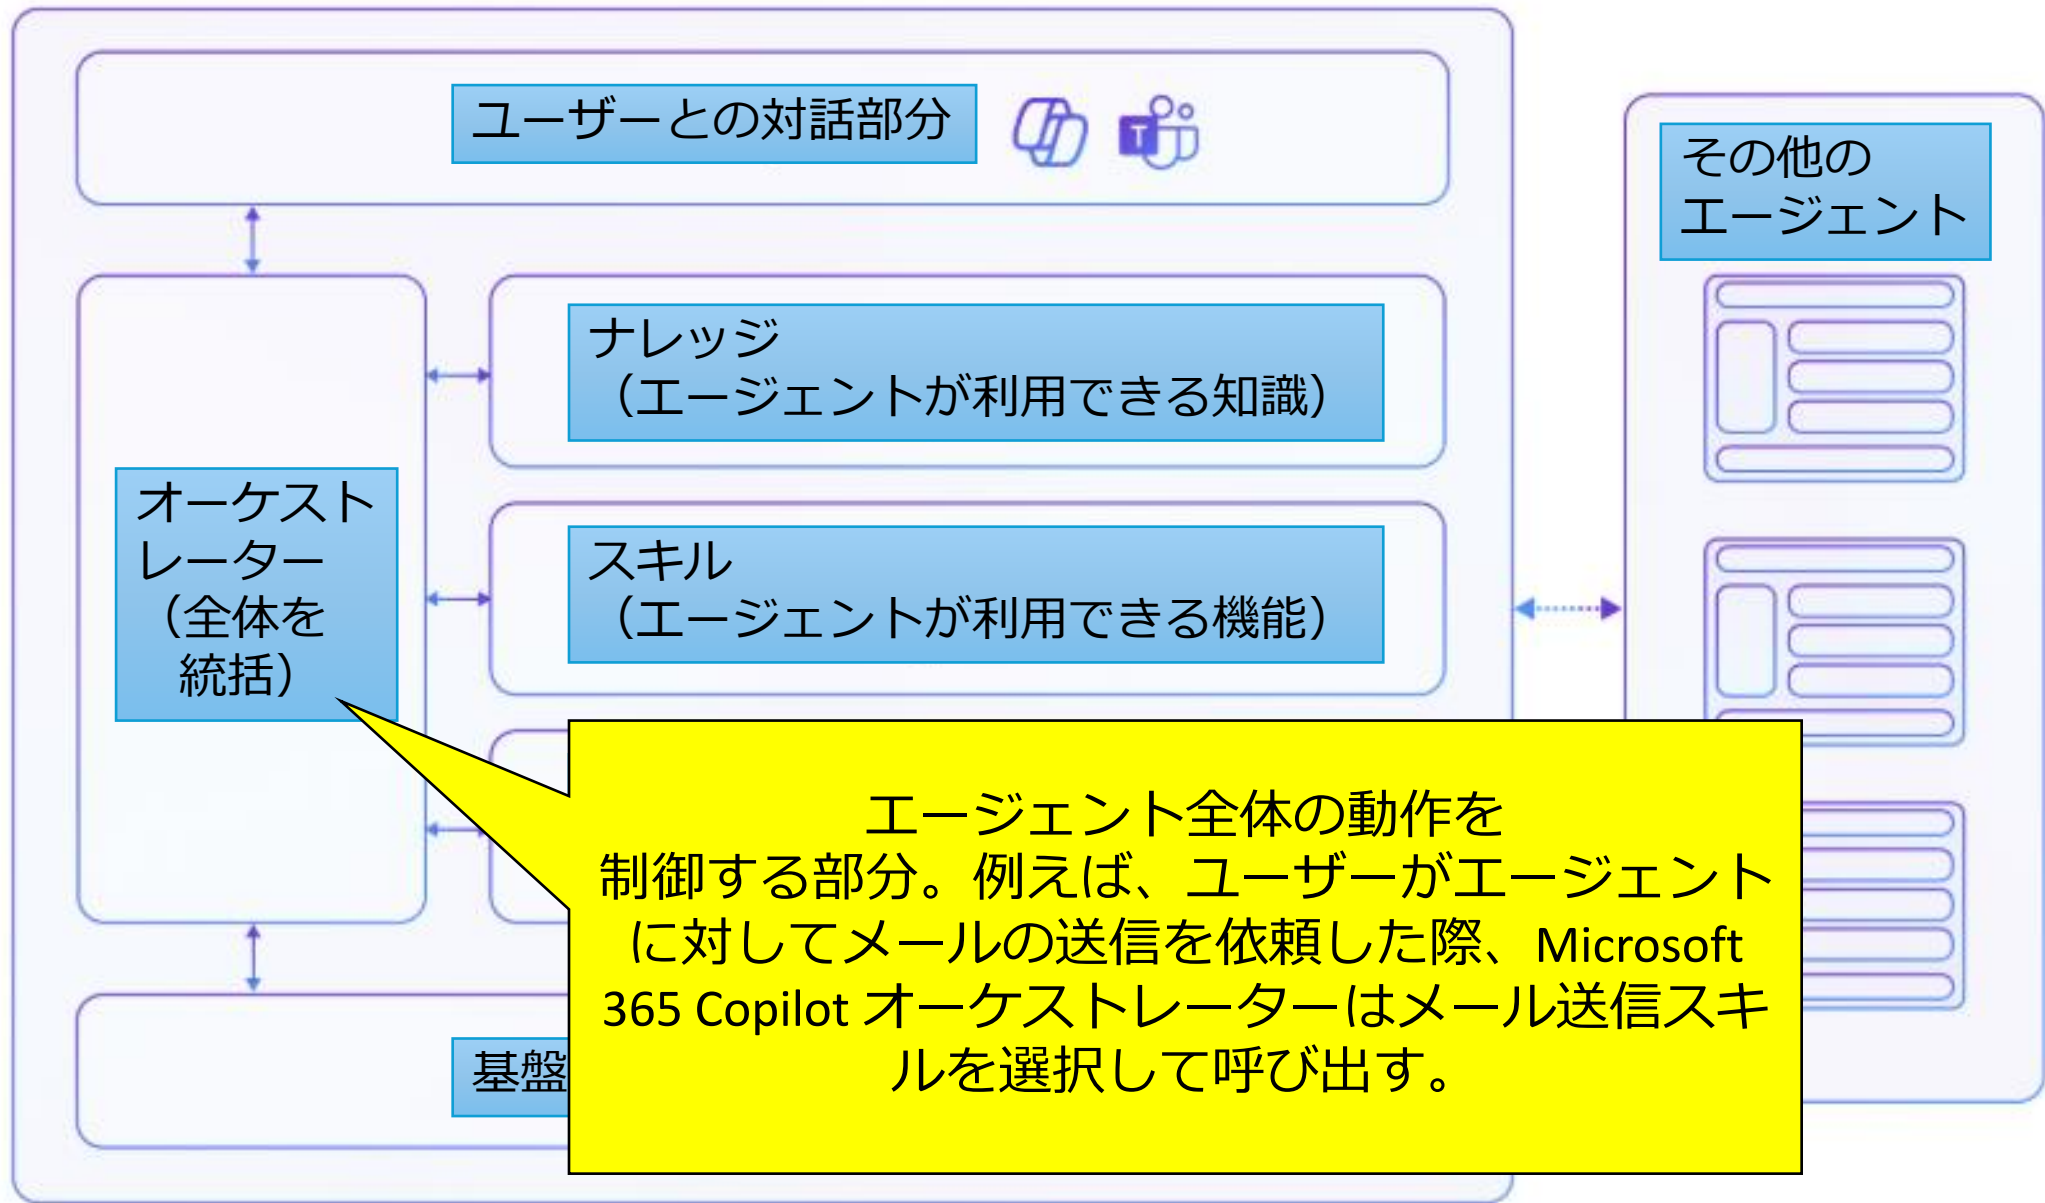 ユーザーとの対話部分
T
その他の
エージェント
ナレッジ
（エージェントが利用できる知識）
オーケスト
レーター
（全体を
統括）
スキル
（エージェントが利用できる機能）
エージェント全体の動作を
制御する部分。例えば、ユーザーがエージェント
に対してメールの送信を依頼した際、Microsoft
365 Copilot オーケストレーターはメール送信スキ
ルを選択して呼び出す。
基盤